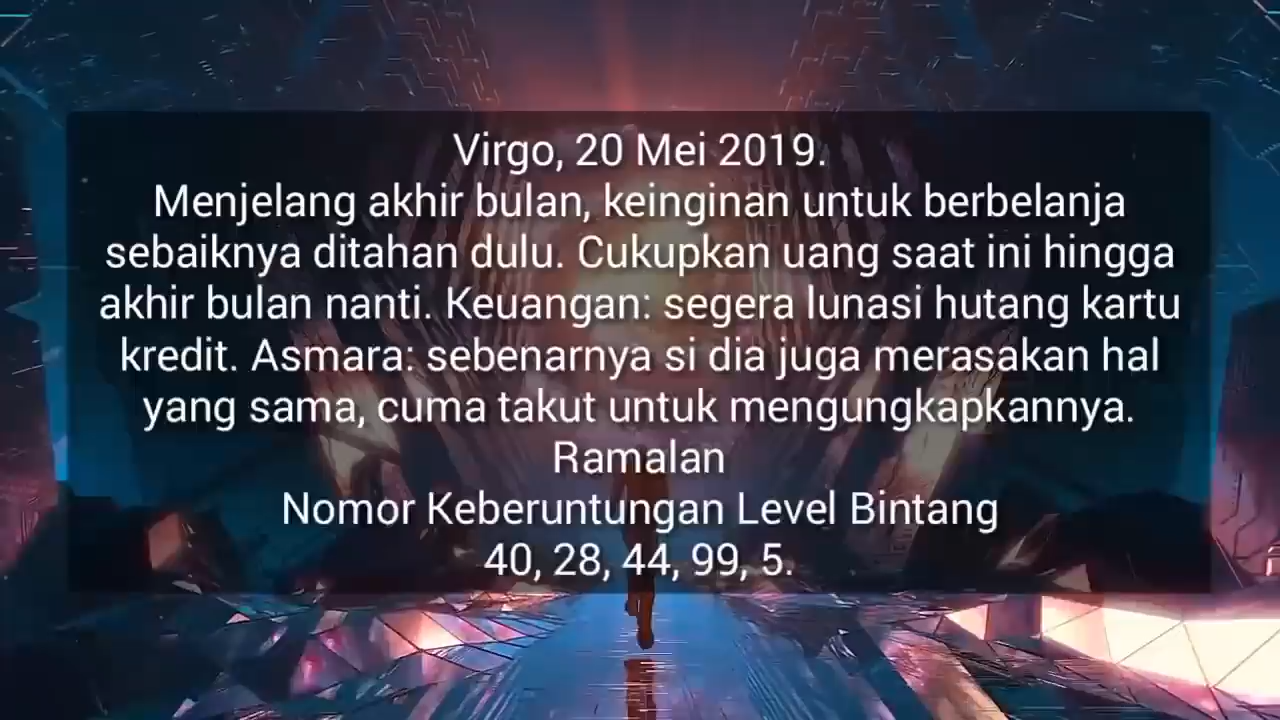 Virgo, 20 Mei 2019.
Menjelang akhir bulan, keinginan untuk berbelanja
sebaiknya ditahan dulu. Cukupkan uang saat ini hingga
akhir bulan nanti. Keuangan: segera lunasi hutang kartu
kredit. Asmara: sebenarnya si dia juga merasakan hal
yang sama, cuma takut untuk mengungkapkannya.
Ramalan
Nomor Keberuntungan Level Bintang
40, 28, 44, 99, 5.